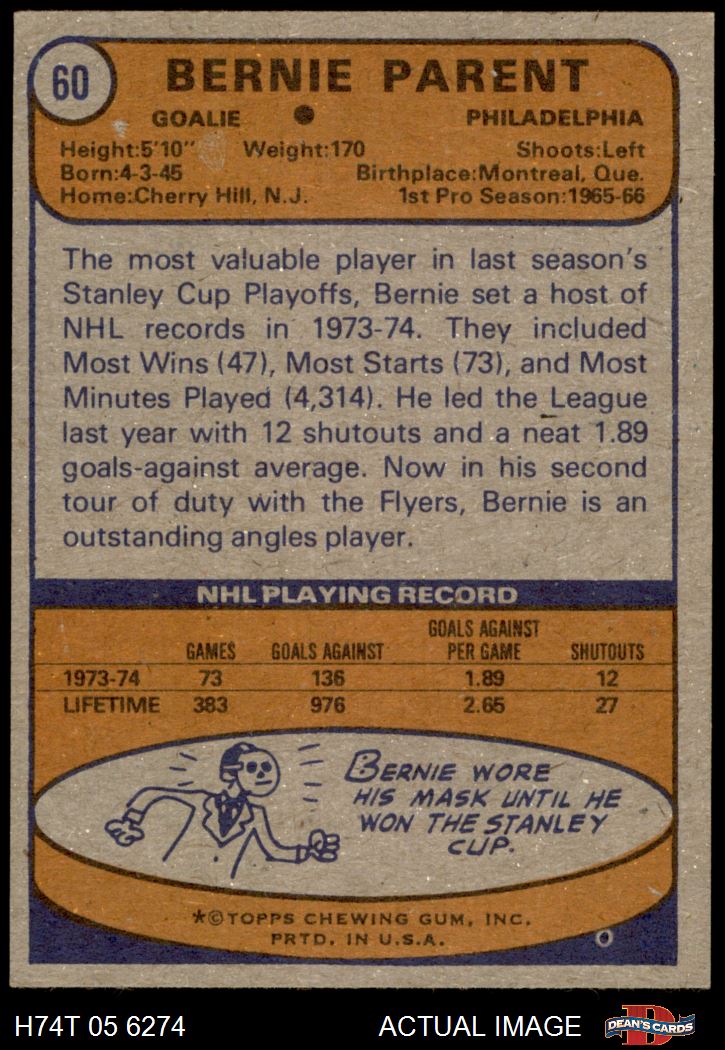 60
BERNIE PARENT
GOALIE ● PHILADELPHIA
Height:5'10" Weight:170 Shoots:Left
Born:4-3-45 Birthplace:Montreal, Que.
Home:Cherry Hill, N.J. 1st Pro Season:1965-66
The most valuable player in last season's
Stanley Cup Playoffs, Bernie set a host of
NHL records in 1973-74. They included
Most Wins (47), Most Starts (73), and Most
Minutes Played (4,314). He led the League
last year with 12 shutouts and a neat 1.89
goals-against average. Now in his second
tour of duty with the Flyers, Bernie is an
outstanding angles player.
NHL PLAYING RECORD
GAMES GOALS AGAINST GOALS AGAINST PER GAME SHUTOUTS
1973-74 73 136 1.89 12
LIFETIME 383 976 2.65 27
BERNIE WORE
HIS MASK UNTIL HE
WON THE STANLEY
CUP.
*©TOPPS CHEWING GUM, INC.
PRTD. IN U.S.A.
H74T 05 6274 ACTUAL IMAGE
D
DEAN'S CARDS